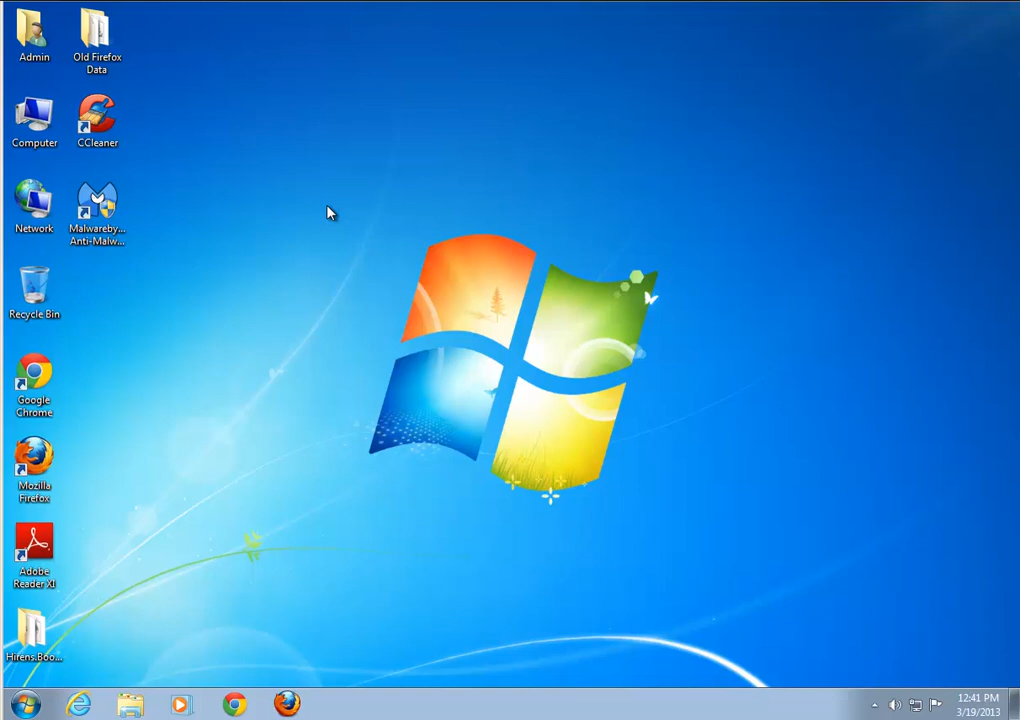 Admin
Old Firefox
Data
Computer
CCleaner
Network
Malwareby...
Anti-Malw...
Recycle Bin
Google
Chrome
Mozilla
Firefox
Adobe
Reader XI
Hirens.Boo...
12:41 PM
3/19/2013